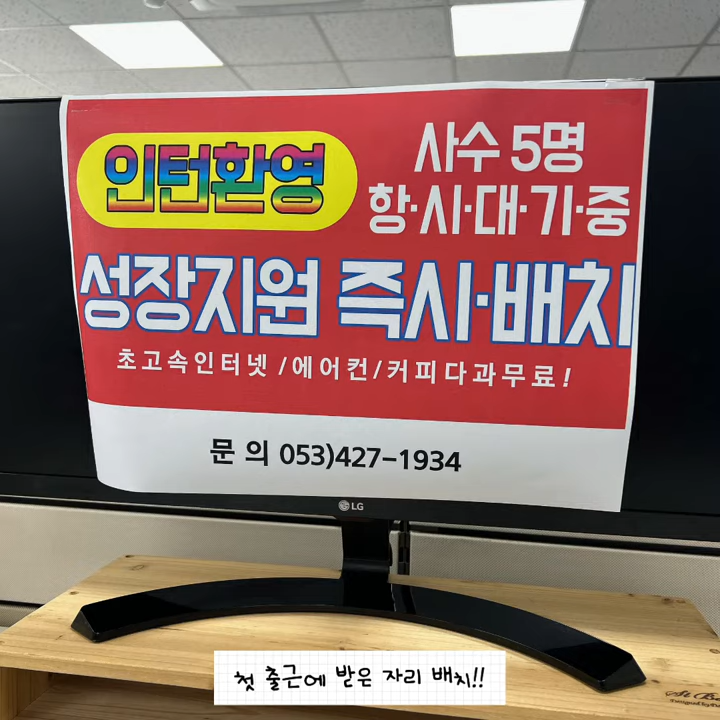 인턴환영
사수 5명
항·시·대·기·중
성장지원 즉시·배치
초고속인터넷 /에어컨/커피다과무료!
문 의 053)427-1934
LG
첫 출근에 받은 자리 배치!!